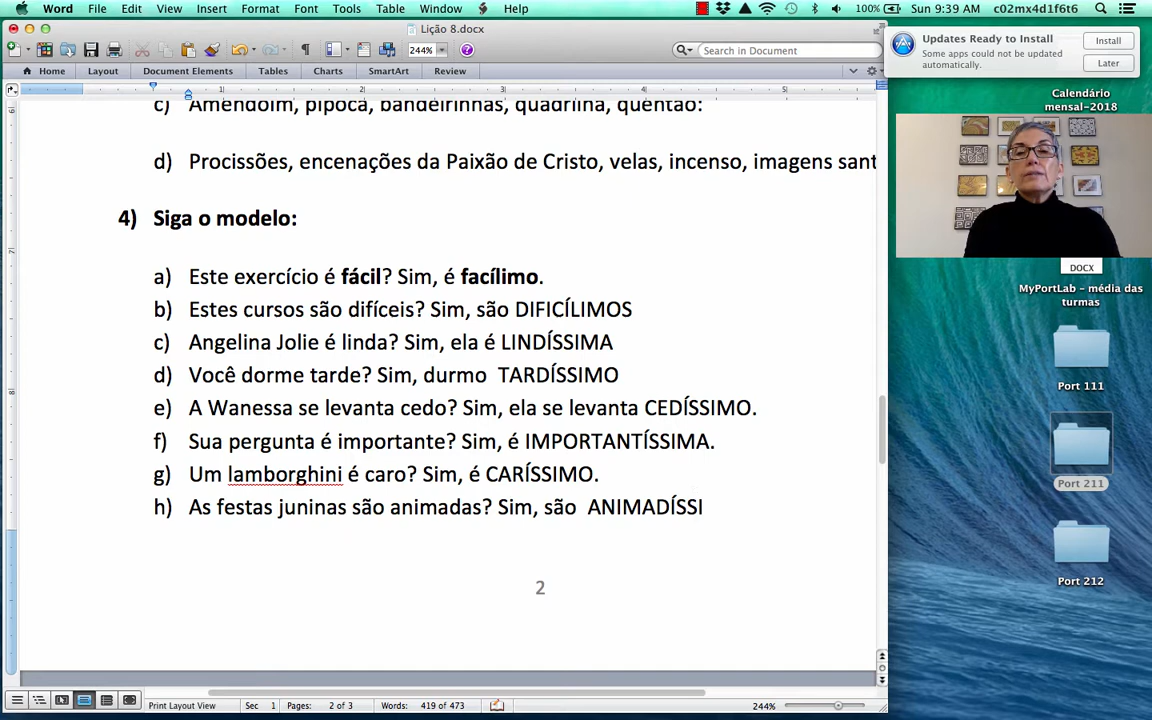 Word File Edit View Insert Format Font Tools Table Window Help 100% Sun 9:39 AM c02mx4d1f6t6
Lição 8.docx
244% Search in Document
Home Layout Document Elements Tables Charts SmartArt Review
Updates Ready to Install
Some apps could not be updated automatically.
Install
Later
1 2 3 4 5
c) Amendoim, pipoca, bandeirinhas, quadrilha, quentão:
d) Procissões, encenações da Paixão de Cristo, velas, incenso, imagens sant
4) Siga o modelo:
a) Este exercício é fácil? Sim, é facílimo.
b) Estes cursos são difíceis? Sim, são DIFICÍLIMOS
c) Angelina Jolie é linda? Sim, ela é LINDÍSSIMA
d) Você dorme tarde? Sim, durmo TARDÍSSIMO
e) A Wanessa se levanta cedo? Sim, ela se levanta CEDÍSSIMO.
f) Sua pergunta é importante? Sim, é IMPORTANTÍSSIMA.
g) Um lamborghini é caro? Sim, é CARÍSSIMO.
h) As festas juninas são animadas? Sim, são ANIMADÍSSI
2
Calendário
mensal-2018
DOCX
MyPortLab - média das
turmas
Port 111
Port 211
Port 212
Print Layout View Sec 1 Pages: 2 of 3 Words: 419 of 473 244%